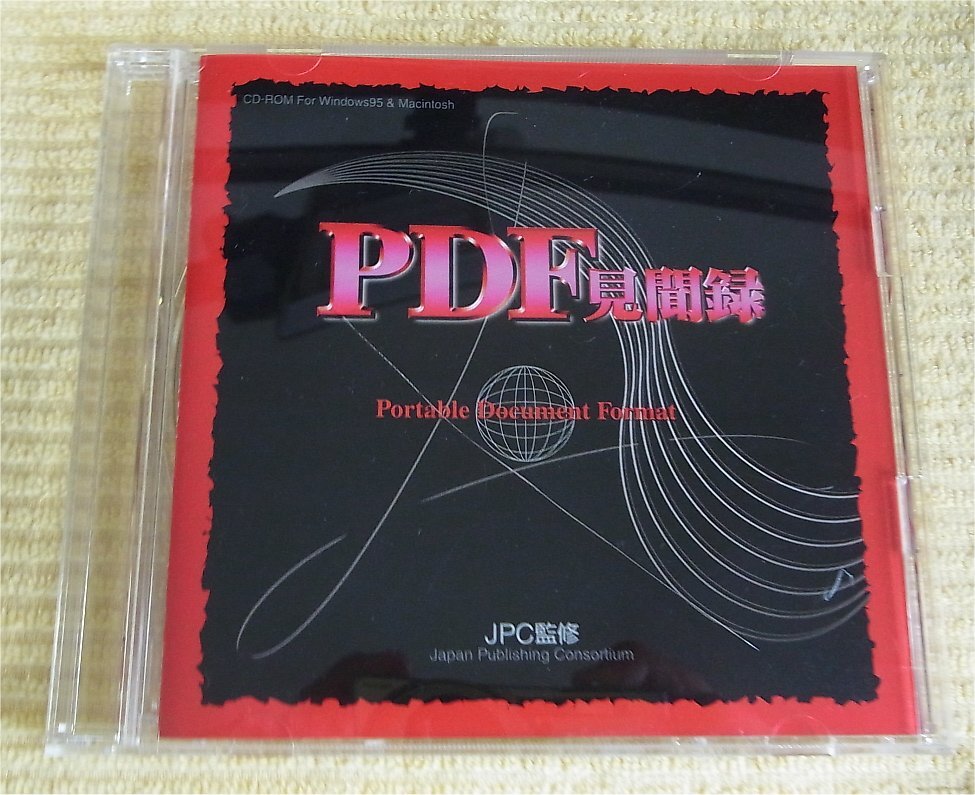 CD-ROM For Windows95 & Macintosh
PDF見聞録
Portable Document Format
JPC監修
Japan Publishing Consortium